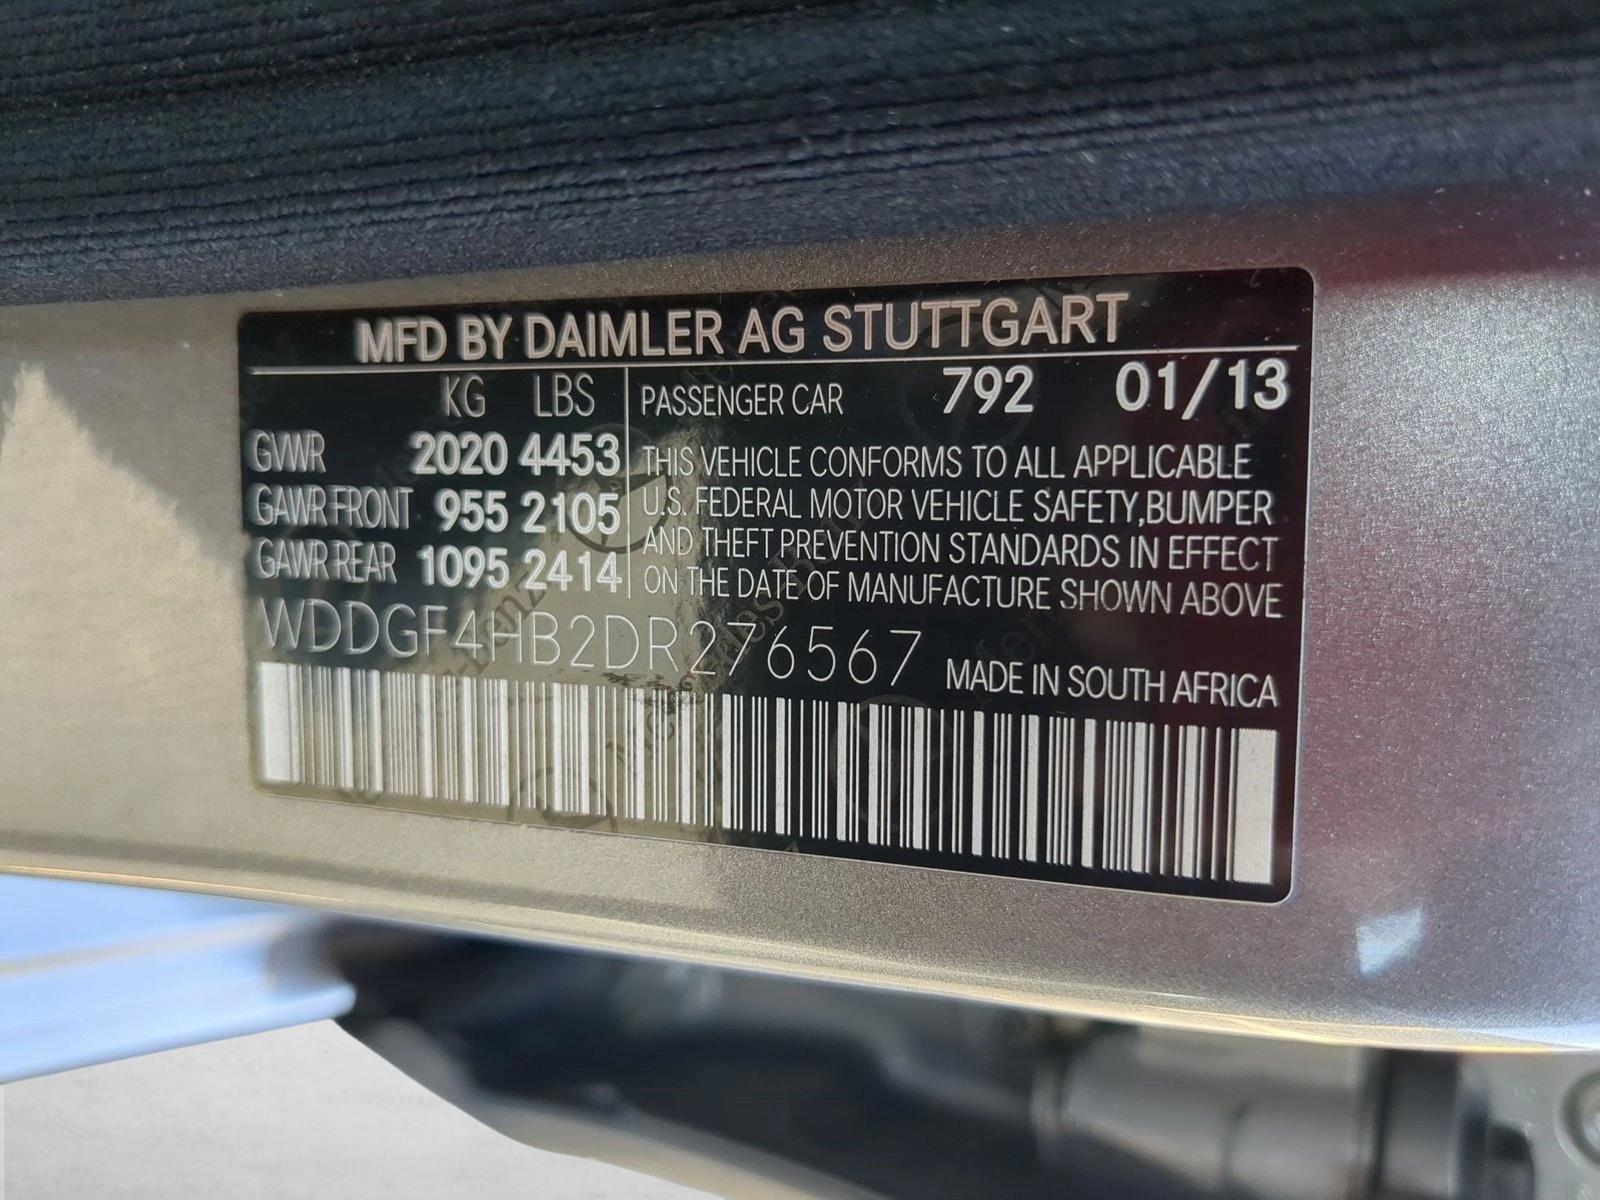 MFD BY DAIMLER AG STUTTGART
KG LBS PASSENGER CAR 792 01/13
GVWR 2020 4453 THIS VEHICLE CONFORMS TO ALL APPLICABLE
GAWR FRONT 955 2105 U.S. FEDERAL MOTOR VEHICLE SAFETY,BUMPER
GAWR REAR 1095 2414 AND THEFT PREVENTION STANDARDS IN EFFECT
ON THE DATE OF MANUFACTURE SHOWN ABOVE
WDDGF4HB2DR276567 MADE IN SOUTH AFRICA